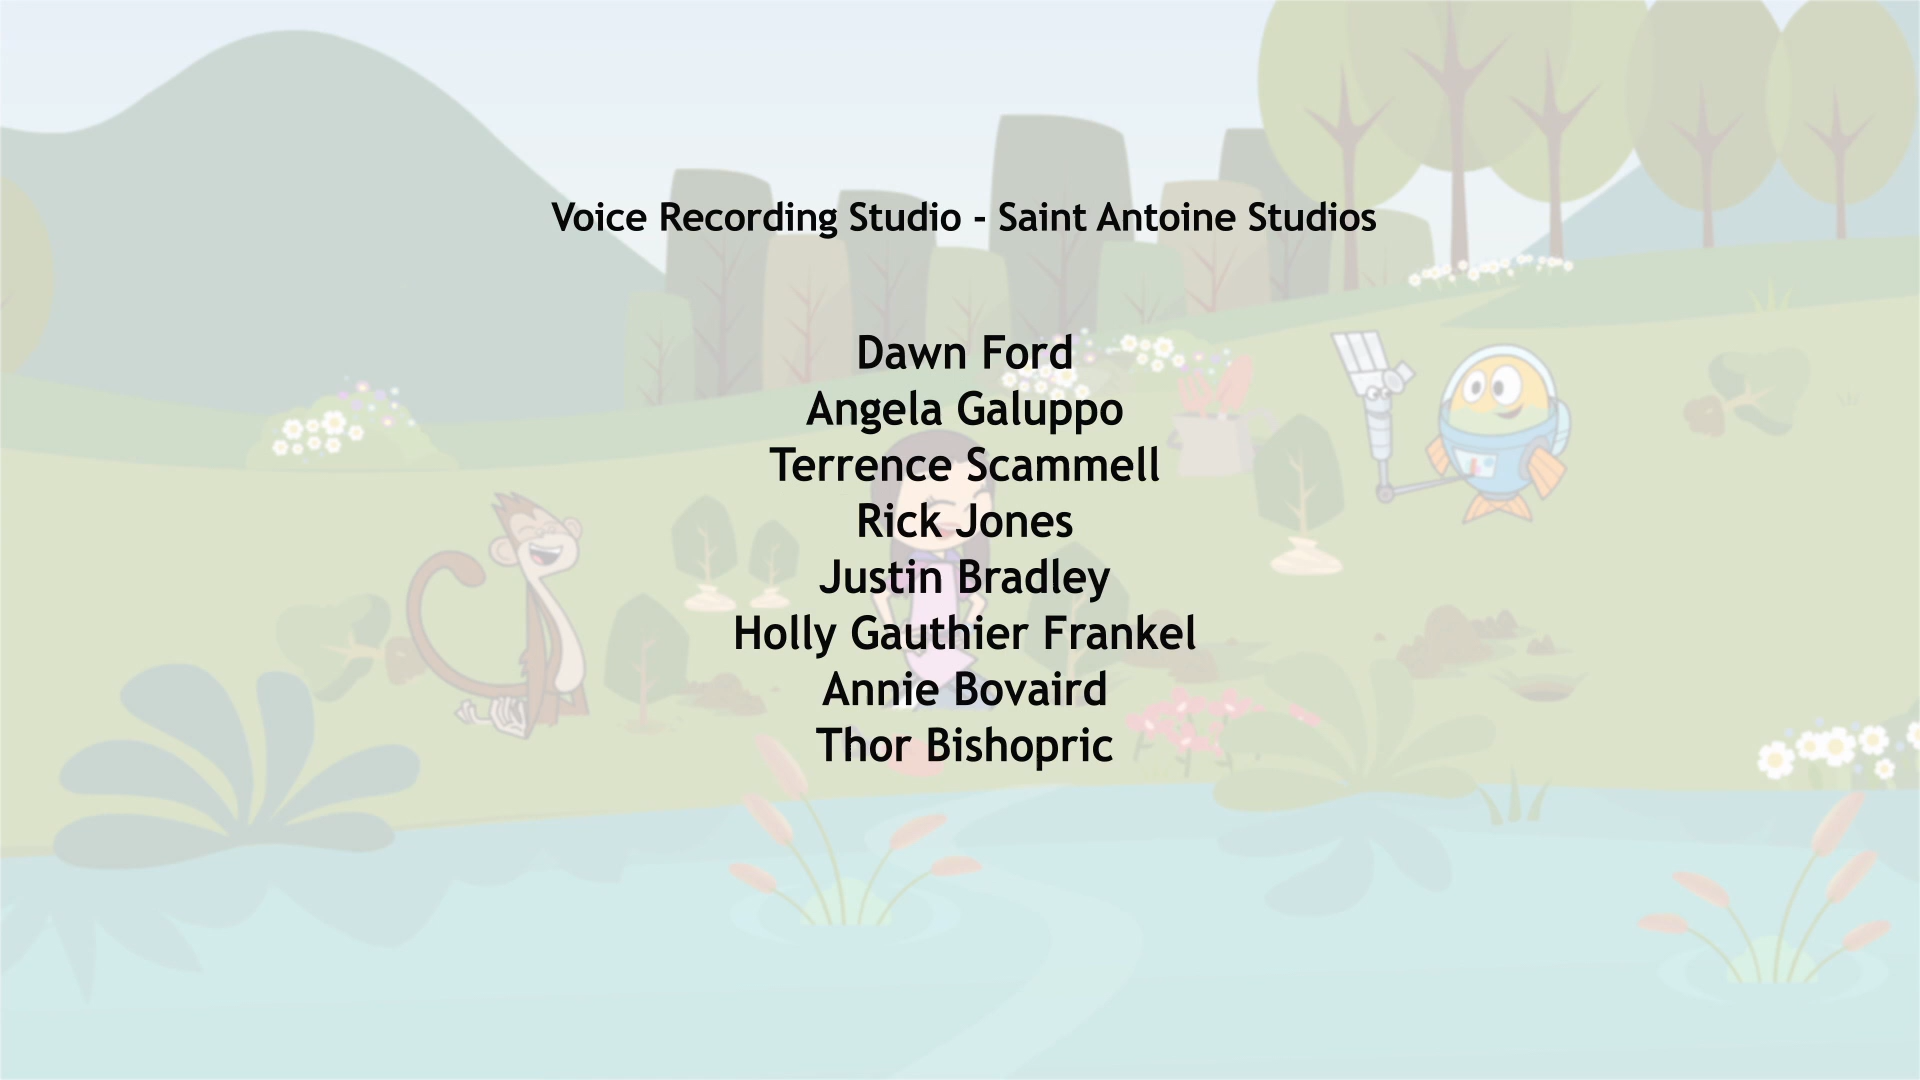 Voice Recording Studio - Saint Antoine Studios
Dawn Ford
Angela Galuppo
Terrence Scammell
Rick Jones
Justin Bradley
Holly Gauthier Frankel
Annie Bovaird
Thor Bishopric